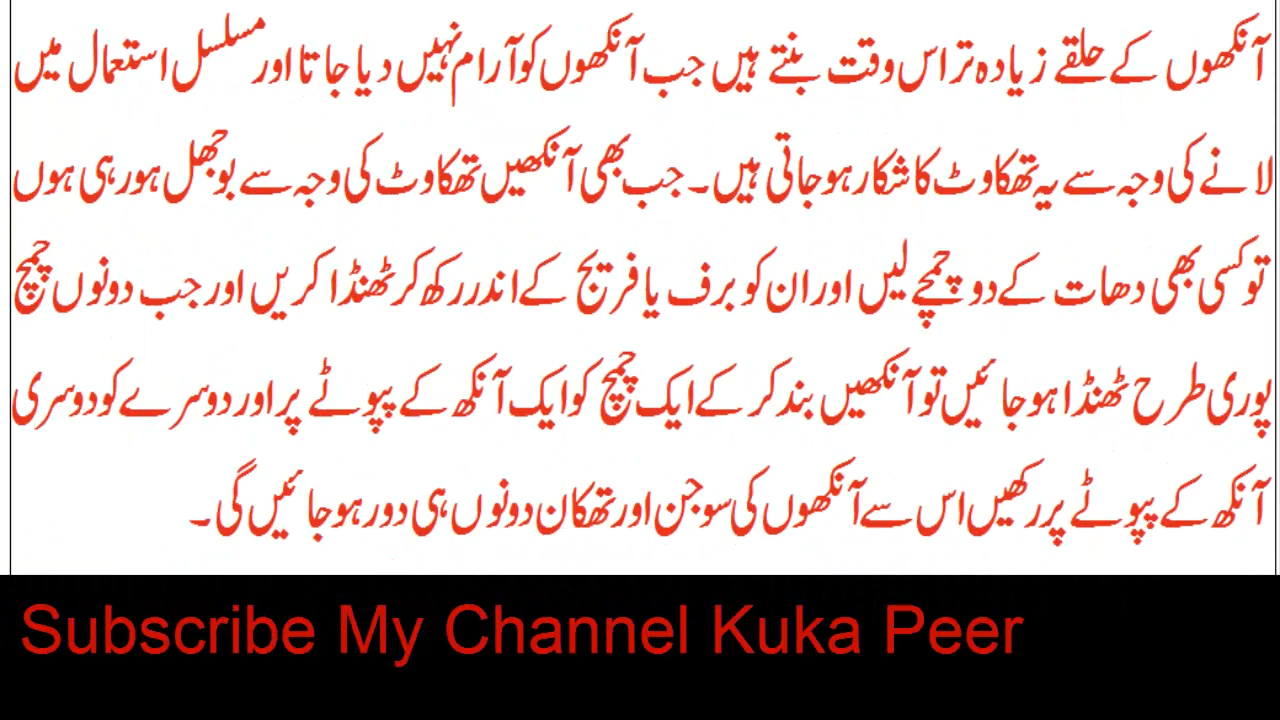 آنکھوں کے حلقے زیادہ تر اس وقت بنتے ہیں جب آنکھوں کو آرام نہیں دیا جاتا اور مسلسل استعمال میں
لانے کی وجہ سے یہ تھکاوٹ کا شکار ہو جاتی ہیں۔ جب بھی آنکھیں تھکاوٹ کی وجہ سے بوجھل ہو رہی ہوں
تو کسی بھی دھات کے دو چمچے لیں اور ان کو برف یا فریج کے اندر رکھ کر ٹھنڈا کریں اور جب دونوں چمچ
پوری طرح ٹھنڈا ہو جائیں تو آنکھیں بند کر کے ایک چمچ کو ایک آنکھ کے پپوٹے پر اور دوسرے کو دوسری
آنکھ کے پپوٹے پر رکھیں اس سے آنکھوں کی سوجن اور تھکان دونوں ہی دور ہو جائیں گی۔
Subscribe My Channel Kuka Peer